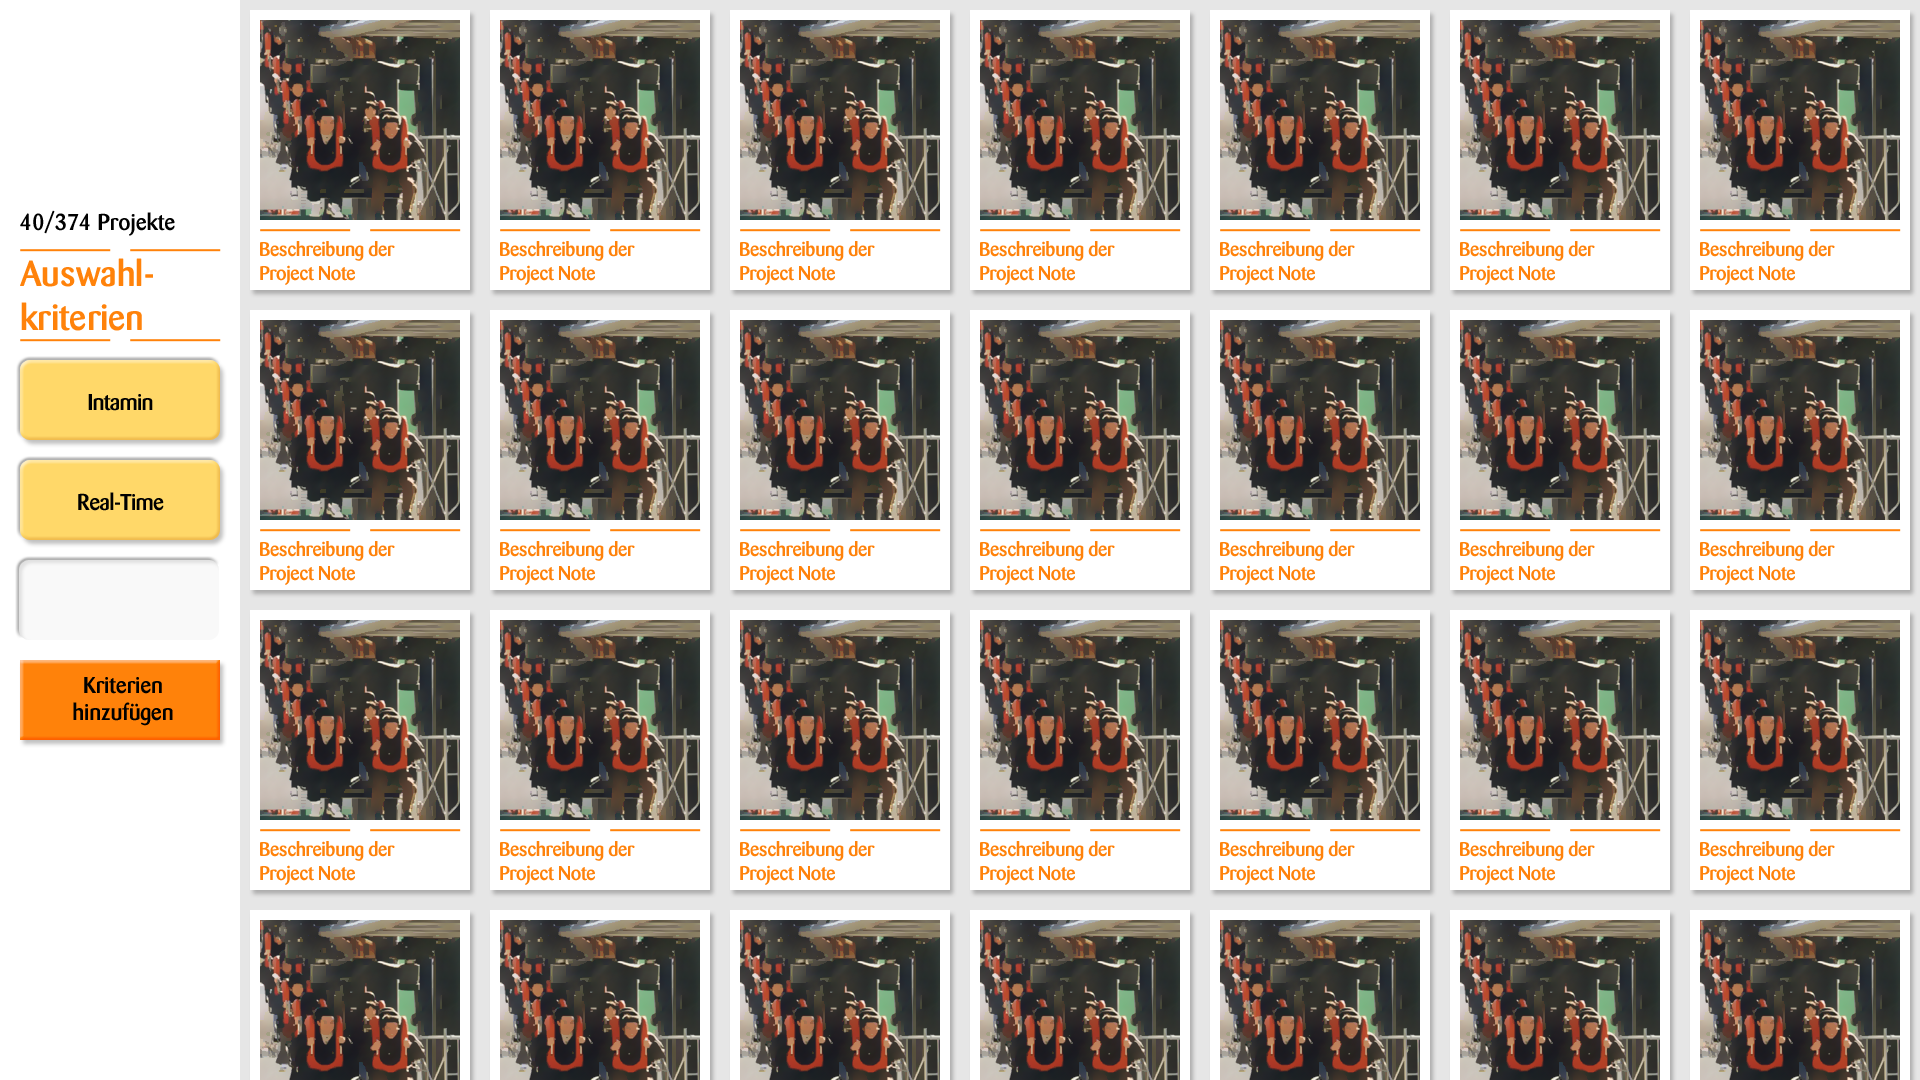 40/374 Projekte
Auswahl-
kriterien
Intamin
Real-Time
Kriterien
hinzufügen
Beschreibung der
Project Note
Beschreibung der
Project Note
Beschreibung der
Project Note
Beschreibung der
Project Note
Beschreibung der
Project Note
Beschreibung der
Project Note
Beschreibung der
Project Note
Beschreibung der
Project Note
Beschreibung der
Project Note
Beschreibung der
Project Note
Beschreibung der
Project Note
Beschreibung der
Project Note
Beschreibung der
Project Note
Beschreibung der
Project Note
Beschreibung der
Project Note
Beschreibung der
Project Note
Beschreibung der
Project Note
Beschreibung der
Project Note
Beschreibung der
Project Note
Beschreibung der
Project Note
Beschreibung der
Project Note